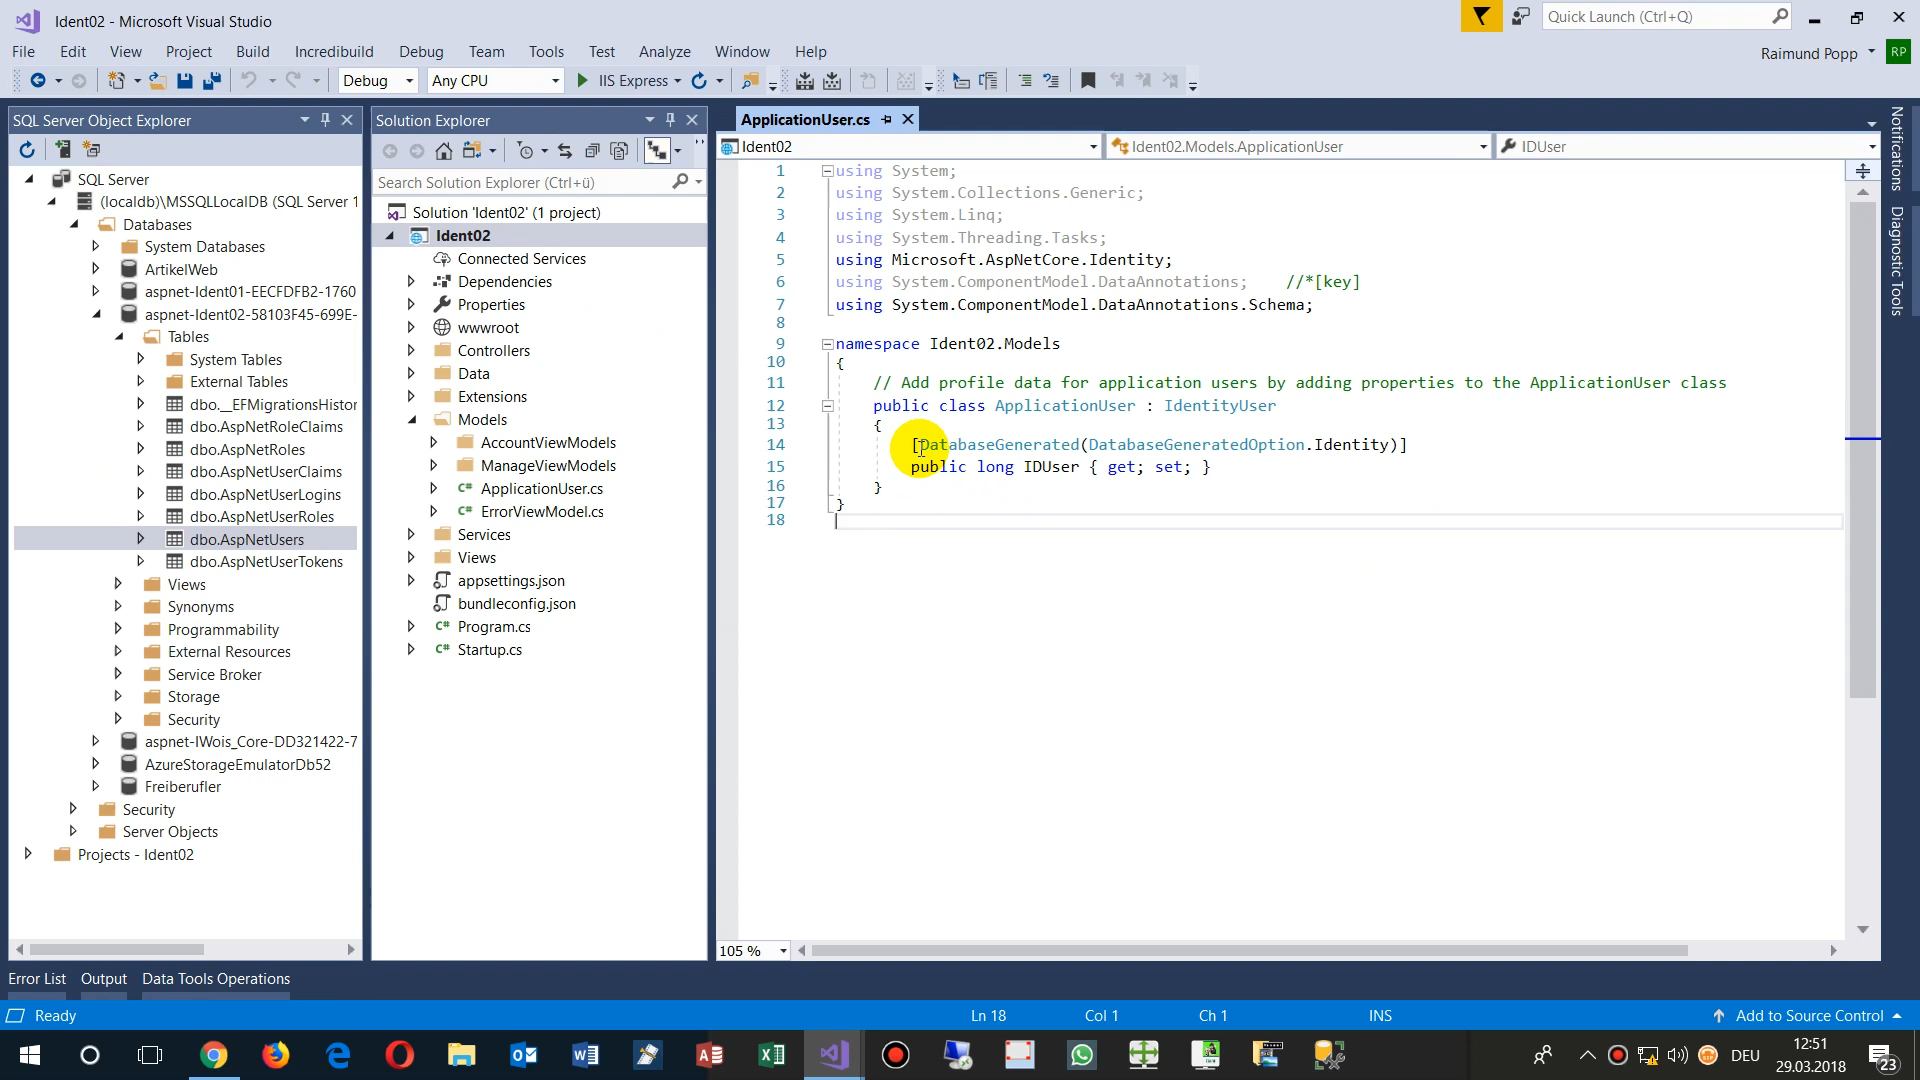 Ident02 - Microsoft Visual Studio
Quick Launch (Ctrl+Q)
File Edit View Project Build Incredibuild Debug Team Tools Test Analyze Window Help
Raimund Popp RP
Debug Any CPU IIS Express
SQL Server Object Explorer
SQL Server
(localdb)\MSSQLLocalDB (SQL Server 1
Databases
System Databases
ArtikelWeb
aspnet-Ident01-EECFDFB2-1760
aspnet-Ident02-58103F45-699E-
Tables
System Tables
External Tables
dbo.__EFMigrationsHistor
dbo.AspNetRoleClaims
dbo.AspNetRoles
dbo.AspNetUserClaims
dbo.AspNetUserLogins
dbo.AspNetUserRoles
dbo.AspNetUsers
dbo.AspNetUserTokens
Views
Synonyms
Programmability
External Resources
Service Broker
Storage
Security
aspnet-IWois_Core-DD321422-7
AzureStorageEmulatorDb52
Freiberufler
Security
Server Objects
Projects - Ident02
Solution Explorer
Search Solution Explorer (Ctrl+ü)
Solution 'Ident02' (1 project)
Ident02
Connected Services
Dependencies
Properties
wwwroot
Controllers
Data
Extensions
Models
AccountViewModels
ManageViewModels
ApplicationUser.cs
ErrorViewModel.cs
Services
Views
appsettings.json
bundleconfig.json
Program.cs
Startup.cs
ApplicationUser.cs
Ident02 Ident02.Models.ApplicationUser IDUser
1 using System;
2 using System.Collections.Generic;
3 using System.Linq;
4 using System.Threading.Tasks;
5 using Microsoft.AspNetCore.Identity;
6 using System.ComponentModel.DataAnnotations; //*[key]
7 using System.ComponentModel.DataAnnotations.Schema;
8
9 namespace Ident02.Models
10 {
11 // Add profile data for application users by adding properties to the ApplicationUser class
12 public class ApplicationUser : IdentityUser
13 {
14 [DatabaseGenerated(DatabaseGeneratedOption.Identity)]
15 public long IDUser { get; set; }
16 }
17 }
18
105 %
Notifications
Diagnostic Tools
Error List Output Data Tools Operations
Ready Ln 18 Col 1 Ch 1 INS Add to Source Control
DEU
12:51
29.03.2018
23